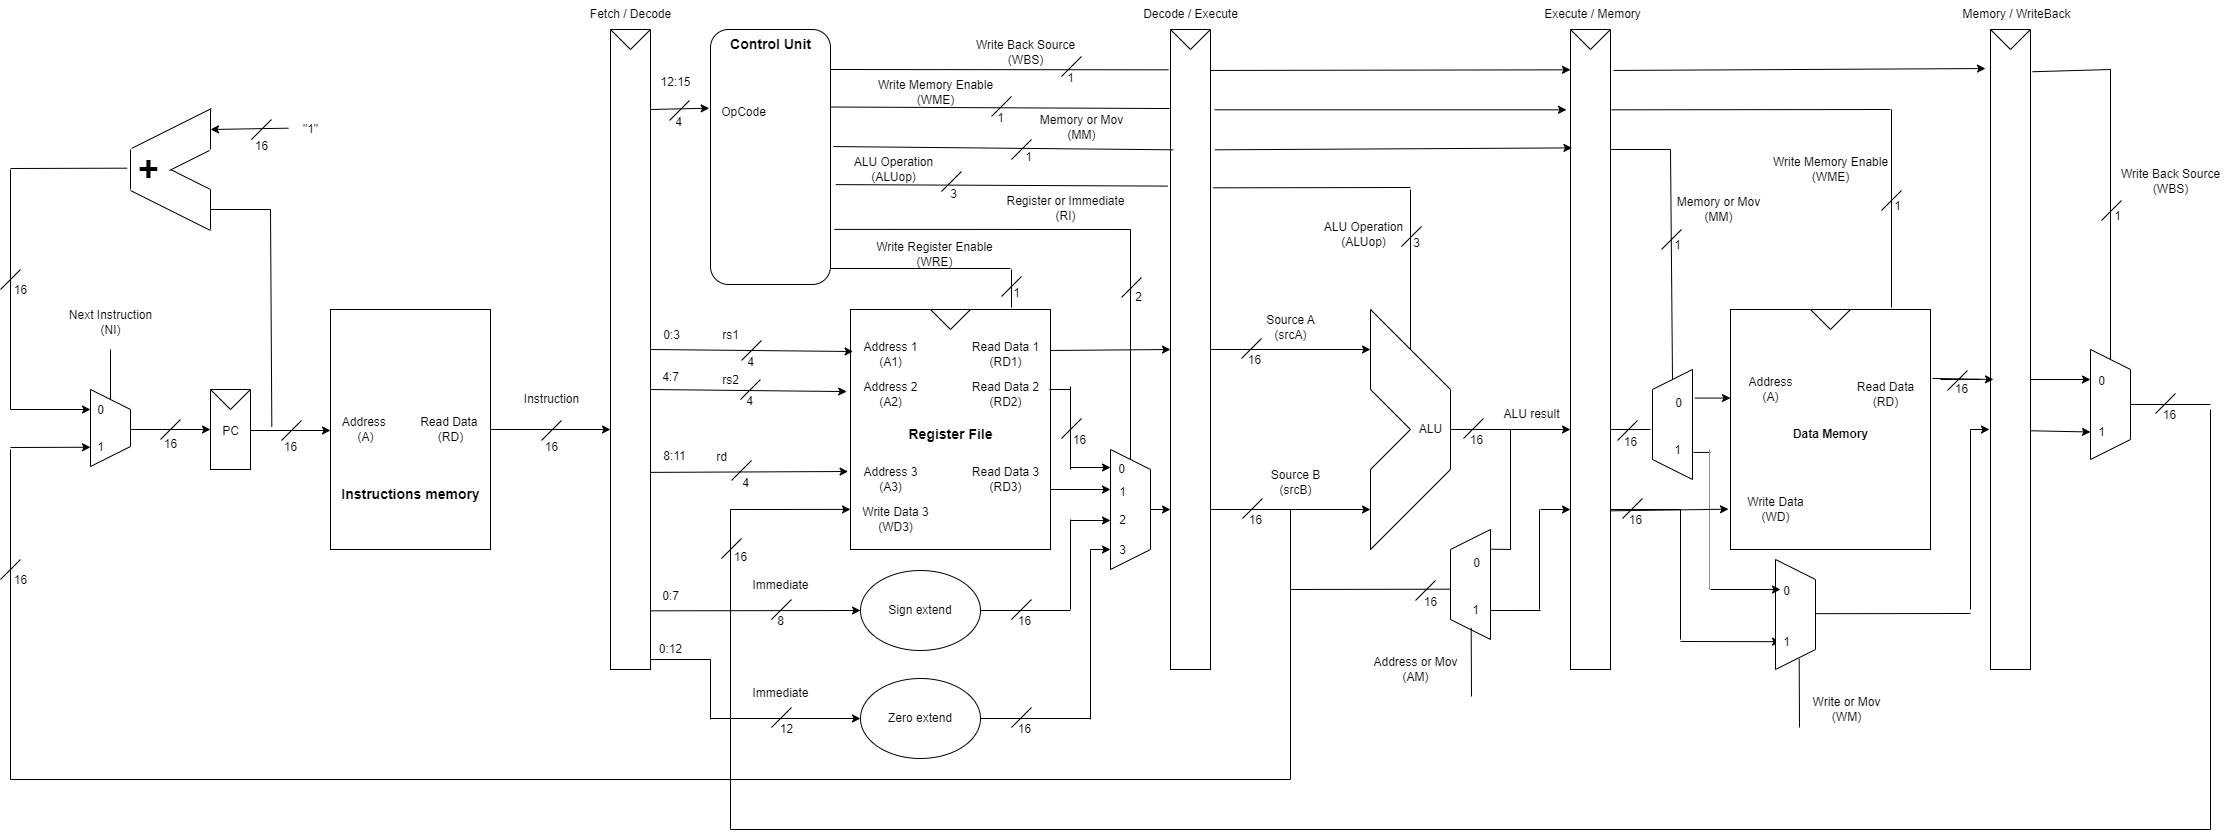 Fetch / Decode
Decode / Execute
Execute / Memory
Memory / WriteBack
Control Unit
OpCode
12:15
4
Write Back Source
(WBS)
1
Write Memory Enable
(WME)
1
Memory or Mov
(MM)
1
ALU Operation
(ALUop)
3
Register or Immediate
(RI)
2
Write Register Enable
(WRE)
1
"1"
16
+
16
Next Instruction
(NI)
0
1
16
PC
16
Address
(A)
Read Data
(RD)
Instructions memory
Instruction
16
16
0:3
rs1
4
4:7
rs2
4
8:11
rd
4
Address 1
(A1)
Read Data 1
(RD1)
Address 2
(A2)
Read Data 2
(RD2)
Register File
Address 3
(A3)
Read Data 3
(RD3)
Write Data 3
(WD3)
16
16
0
1
2
3
0:7
Immediate
8
Sign extend
16
0:12
Immediate
12
Zero extend
16
Source A
(srcA)
16
Source B
(srcB)
16
ALU Operation
(ALUop)
3
ALU
ALU result
16
0
1
16
Address or Mov
(AM)
Memory or Mov
(MM)
1
Write Memory Enable
(WME)
1
16
0
1
16
Address
(A)
Read Data
(RD)
Data Memory
Write Data
(WD)
16
0
1
Write or Mov
(WM)
Write Back Source
(WBS)
1
0
1
16